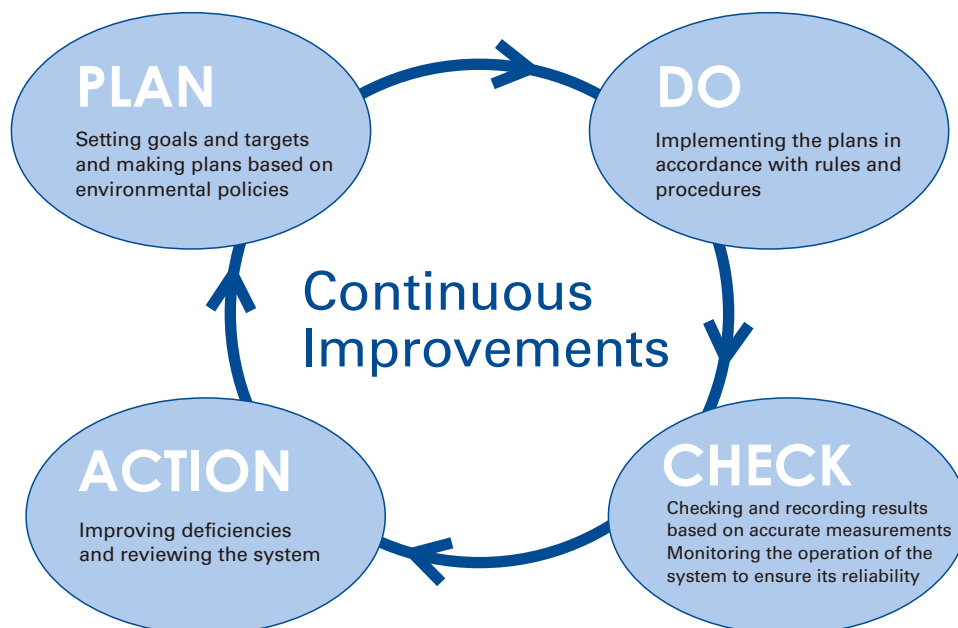 PLAN
Setting goals and targets
and making plans based on
environmental policies
DO
Implementing the plans in
accordance with rules and
procedures
Continuous
Improvements
ACTION
Improving deficiencies
and reviewing the system
CHECK
Checking and recording results
based on accurate measurements
Monitoring the operation of the
system to ensure its reliability